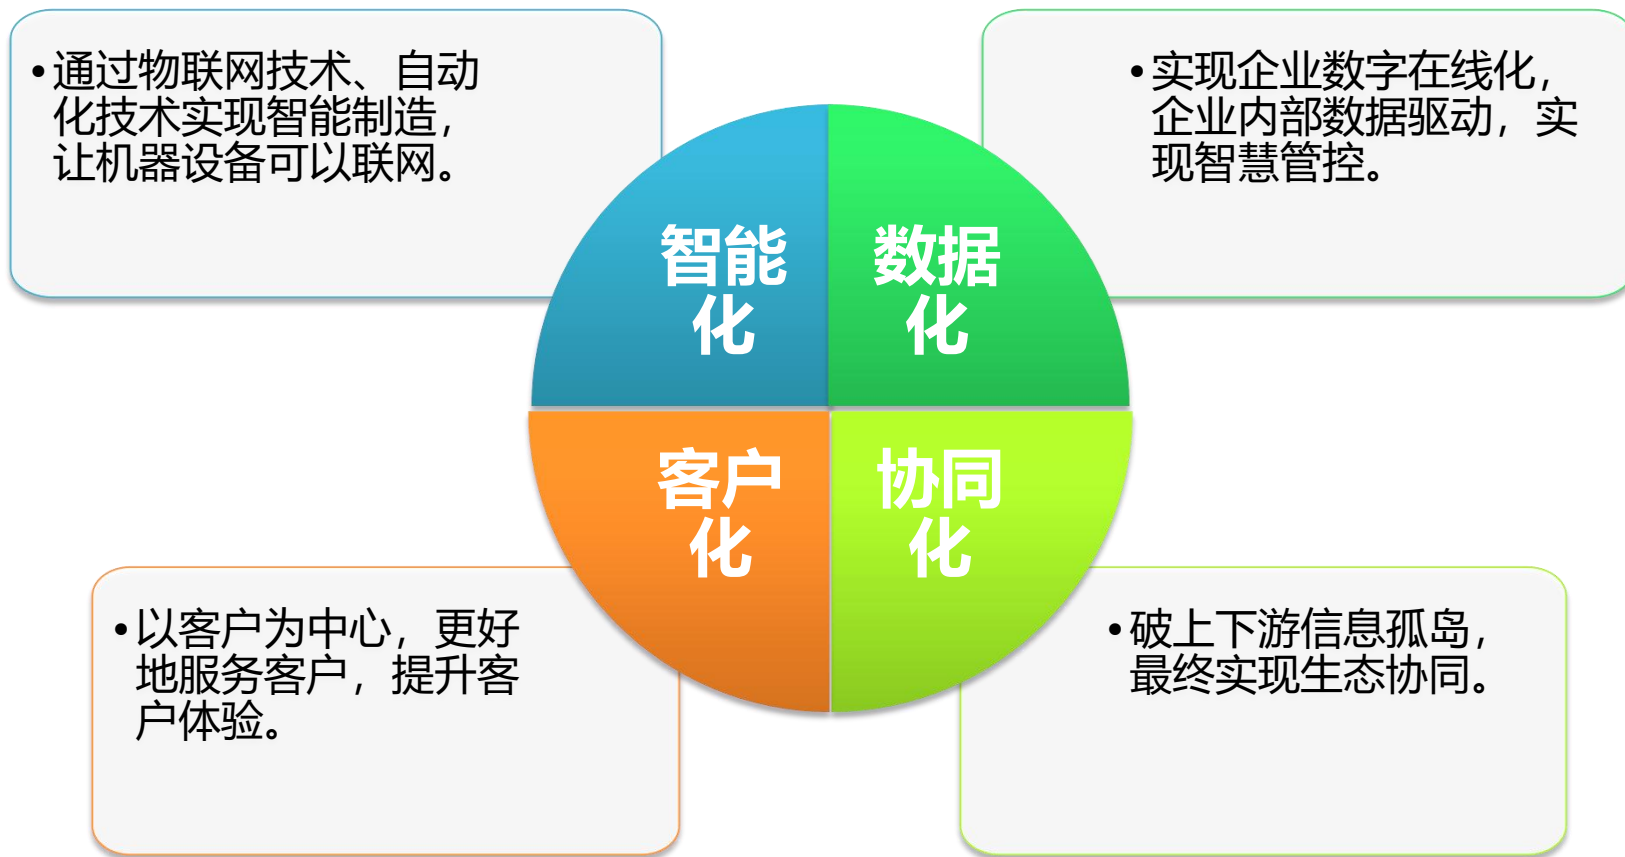 •通过物联网技术、自动
化技术实现智能制造，
让机器设备可以联网。
•实现企业数字在线化，
企业内部数据驱动，实
现智慧管控。
智能
化
数据
化
客户
化
协同
化
•以客户为中心，更好
地服务客户，提升客
户体验。
•破上下游信息孤岛，
最终实现生态协同。